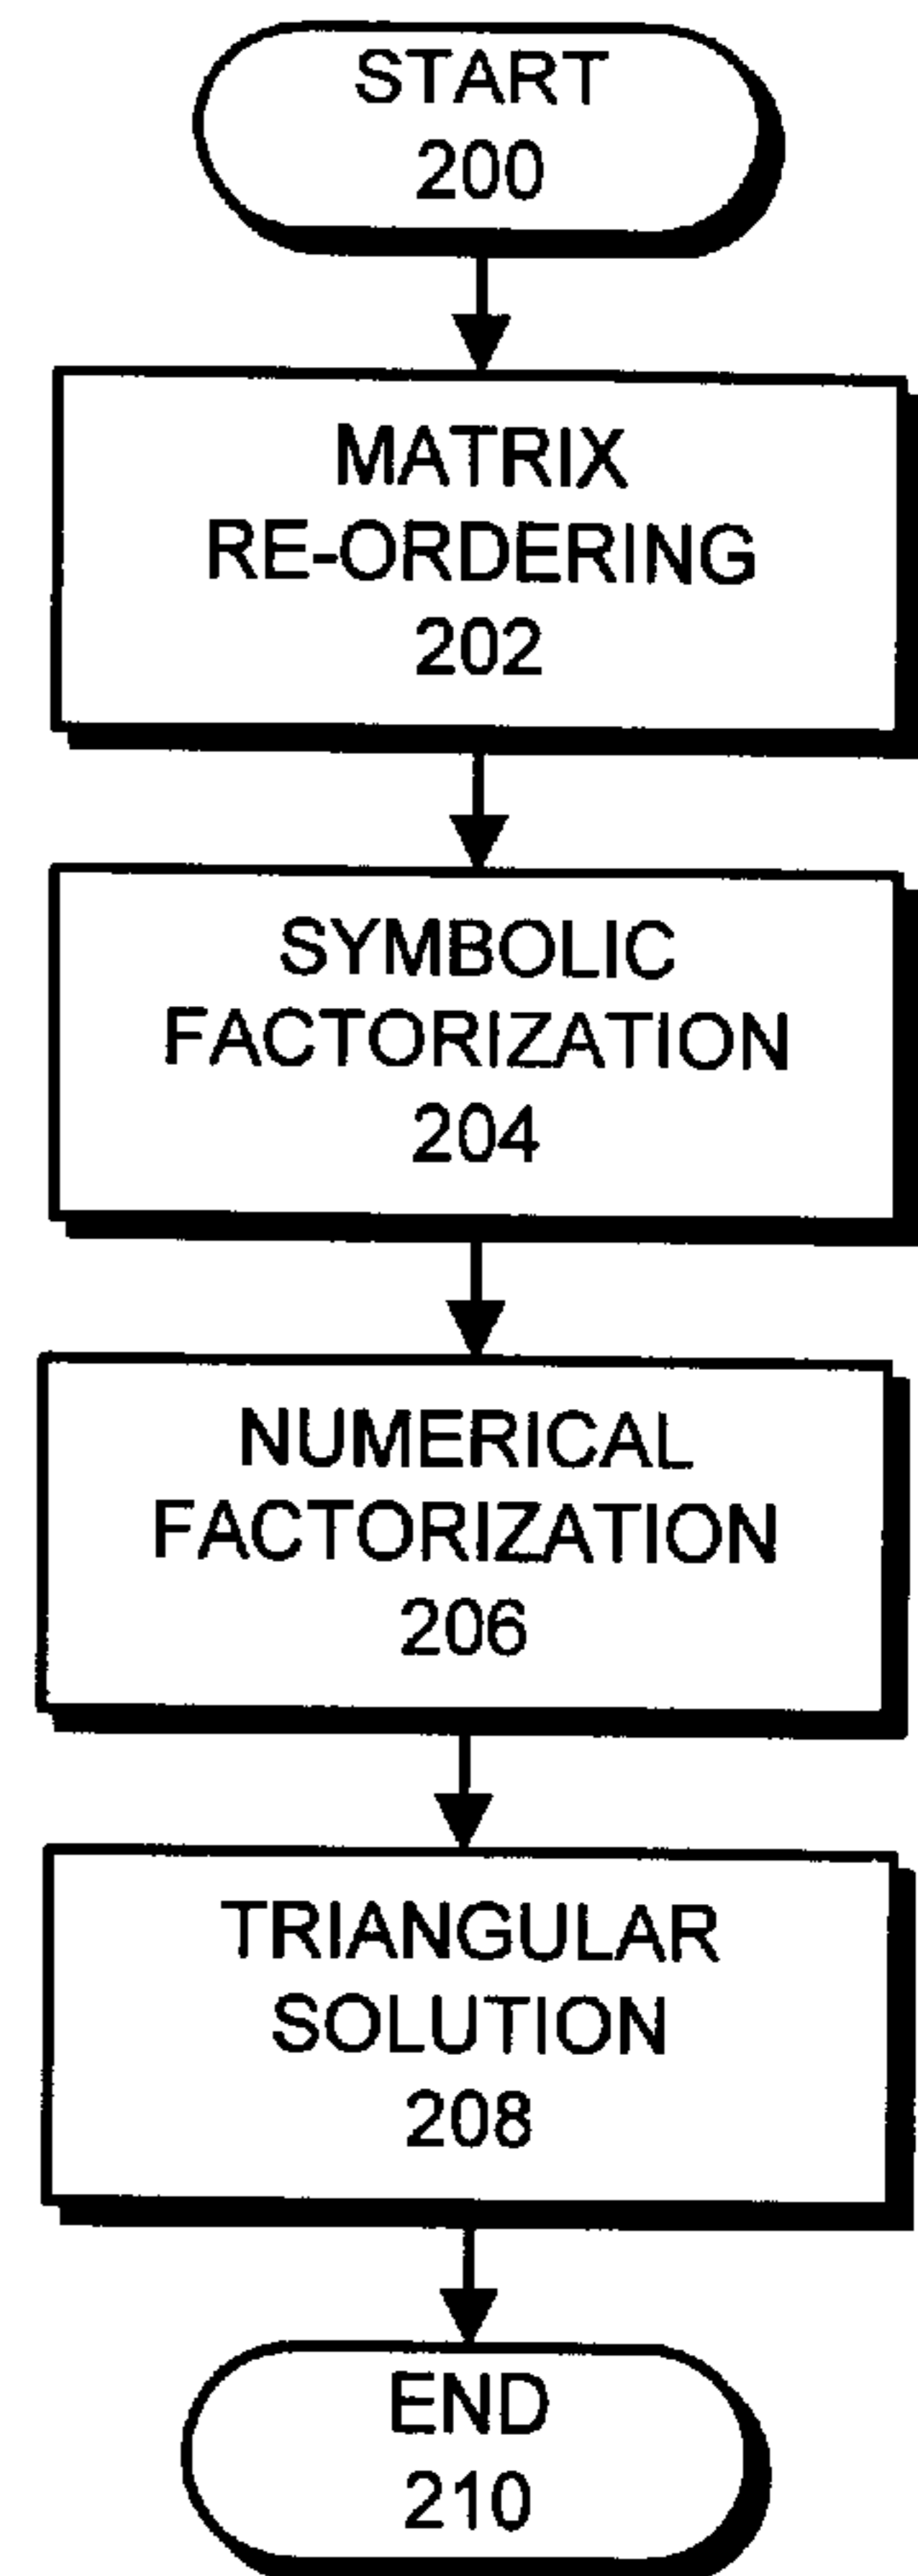 START
200
MATRIX
RE-ORDERING
202
SYMBOLIC
FACTORIZATION
204
NUMERICAL
FACTORIZATION
206
TRIANGULAR
SOLUTION
208
END
210